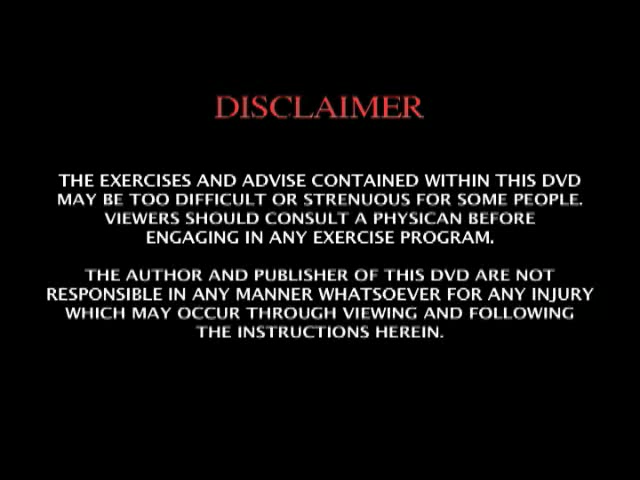 DISCLAIMER
THE EXERCISES AND ADVISE CONTAINED WITHIN THIS DVD
MAY BE TOO DIFFICULT OR STRENUOUS FOR SOME PEOPLE.
VIEWERS SHOULD CONSULT A PHYSICAN BEFORE
ENGAGING IN ANY EXERCISE PROGRAM.
THE AUTHOR AND PUBLISHER OF THIS DVD ARE NOT
RESPONSIBLE IN ANY MANNER WHATSOEVER FOR ANY INJURY
WHICH MAY OCCUR THROUGH VIEWING AND FOLLOWING
THE INSTRUCTIONS HEREIN.